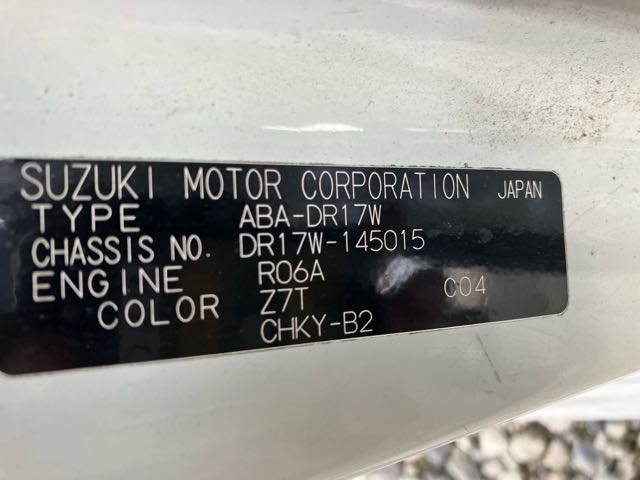 SUZUKI MOTOR CORPORATION JAPAN
TYPE ABA-DR17W
CHASSIS NO. DR17W-145015
ENGINE R06A
COLOR Z7T C04
CHKY-B2